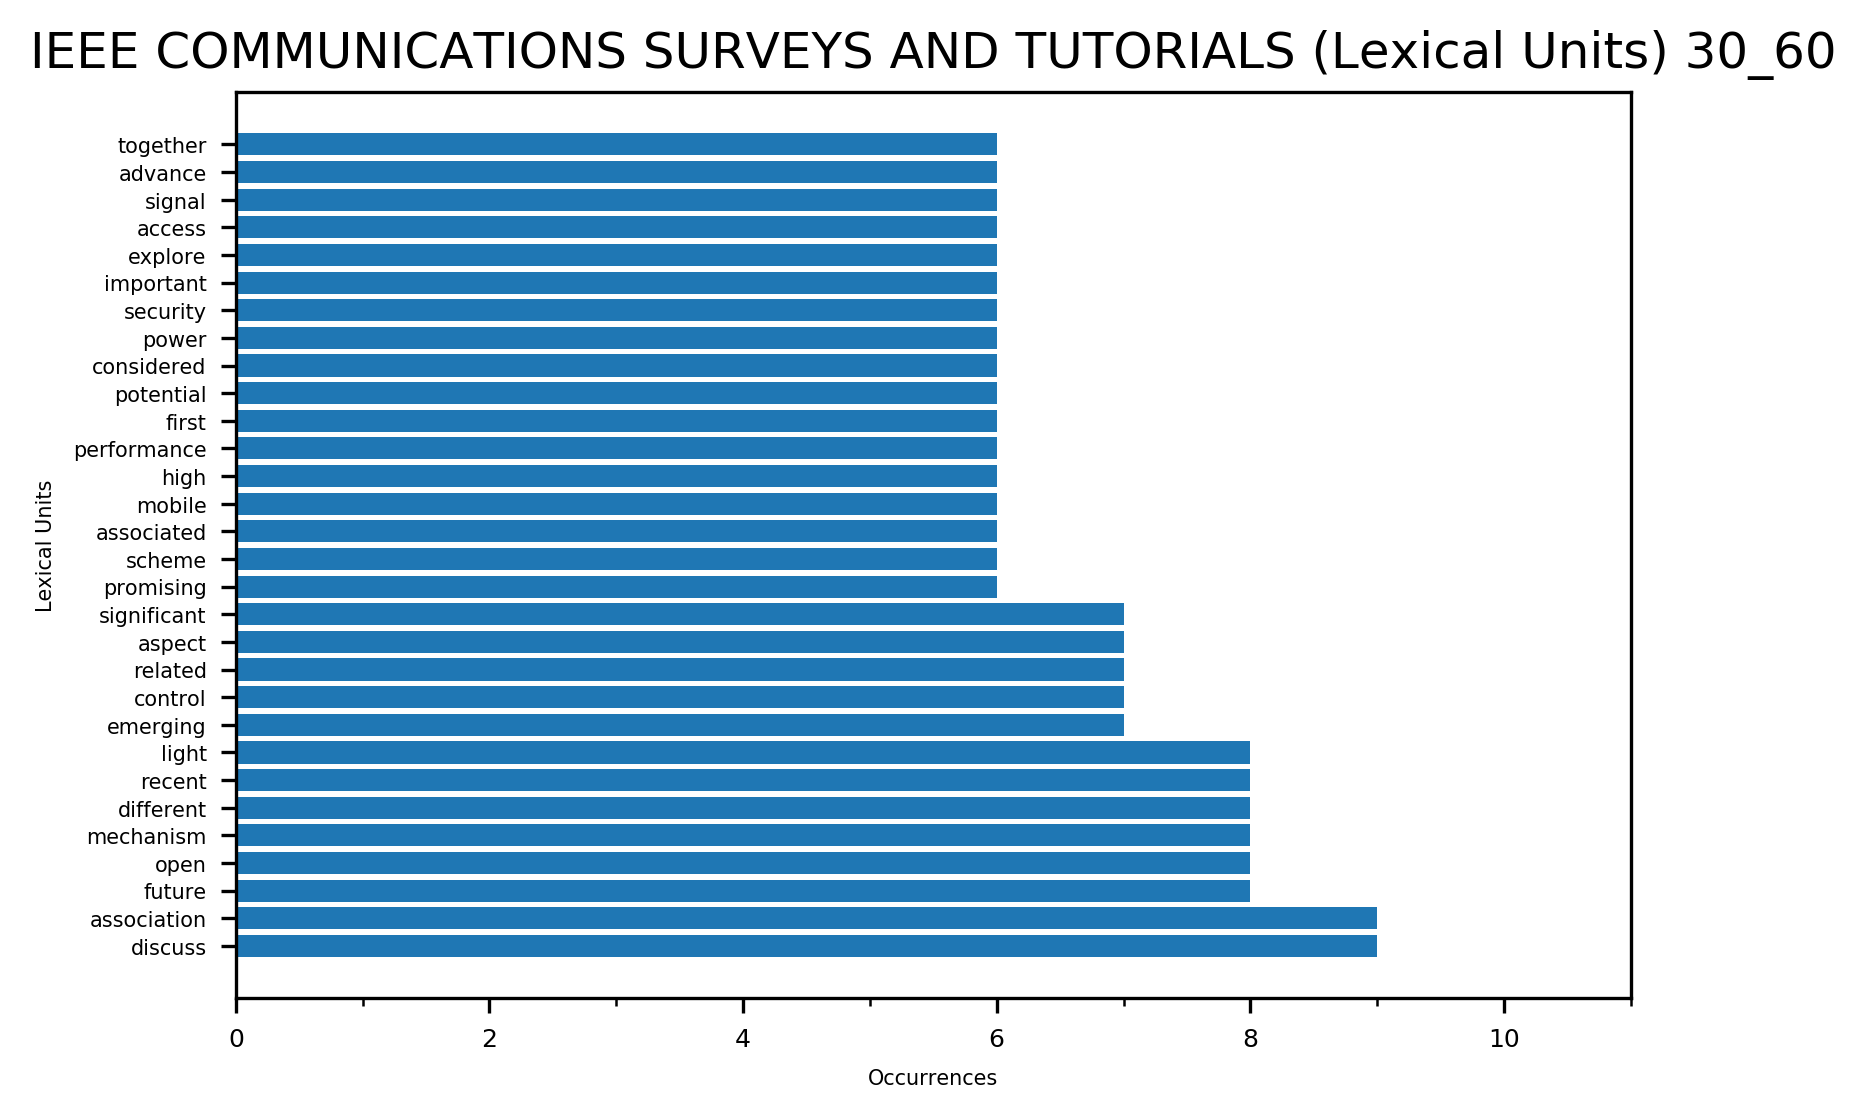 IEEE COMMUNICATIONS SURVEYS AND TUTORIALS (Lexical Units) 30_60
together
advance
signal
access
explore
important
security
power
considered
potential
first
performance
high
mobile
associated
scheme
promising
significant
aspect
related
control
emerging
light
recent
different
mechanism
open
future
association
discuss
Lexical Units
0 2 4 6 8 10
Occurrences